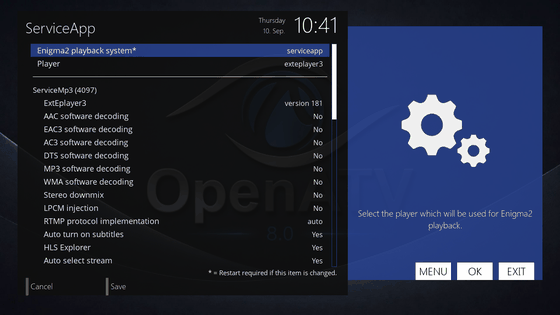 ServiceApp
Thursday
10. Sep.
10:41
Enigma2 playback system* serviceapp
Player exteplayer3
ServiceMp3 (4097)
ExtEplayer3 version 181
AAC software decoding No
EAC3 software decoding No
AC3 software decoding No
DTS software decoding No
MP3 software decoding No
WMA software decoding No
Stereo downmix No
LPCM injection No
RTMP protocol implementation auto
Auto turn on subtitles Yes
HLS Explorer Yes
Auto select stream Yes
* = Restart required if this item is changed.
Cancel
Save
OpenATV
8.0
Select the player which will be used for Enigma2
playback.
MENU
OK
EXIT